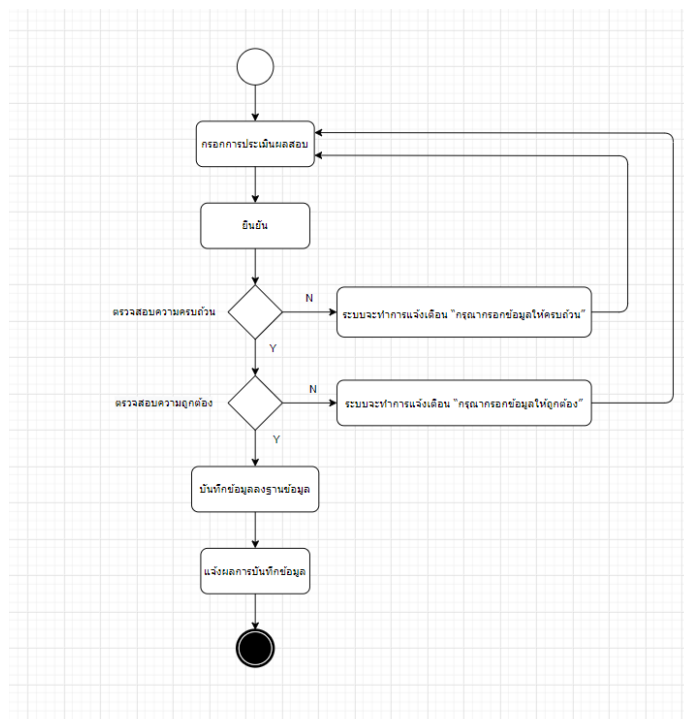 กรอกการประเมินผลสอบ
ยืนยัน
ตรวจสอบความครบถ้วน
N
ระบบจะทำการแจ้งเตือน “กรุณากรอกข้อมูลให้ครบถ้วน”
Y
ตรวจสอบความถูกต้อง
N
ระบบจะทำการแจ้งเตือน “กรุณากรอกข้อมูลให้ถูกต้อง”
Y
บันทึกข้อมูลลงฐานข้อมูล
แจ้งผลการบันทึกข้อมูล